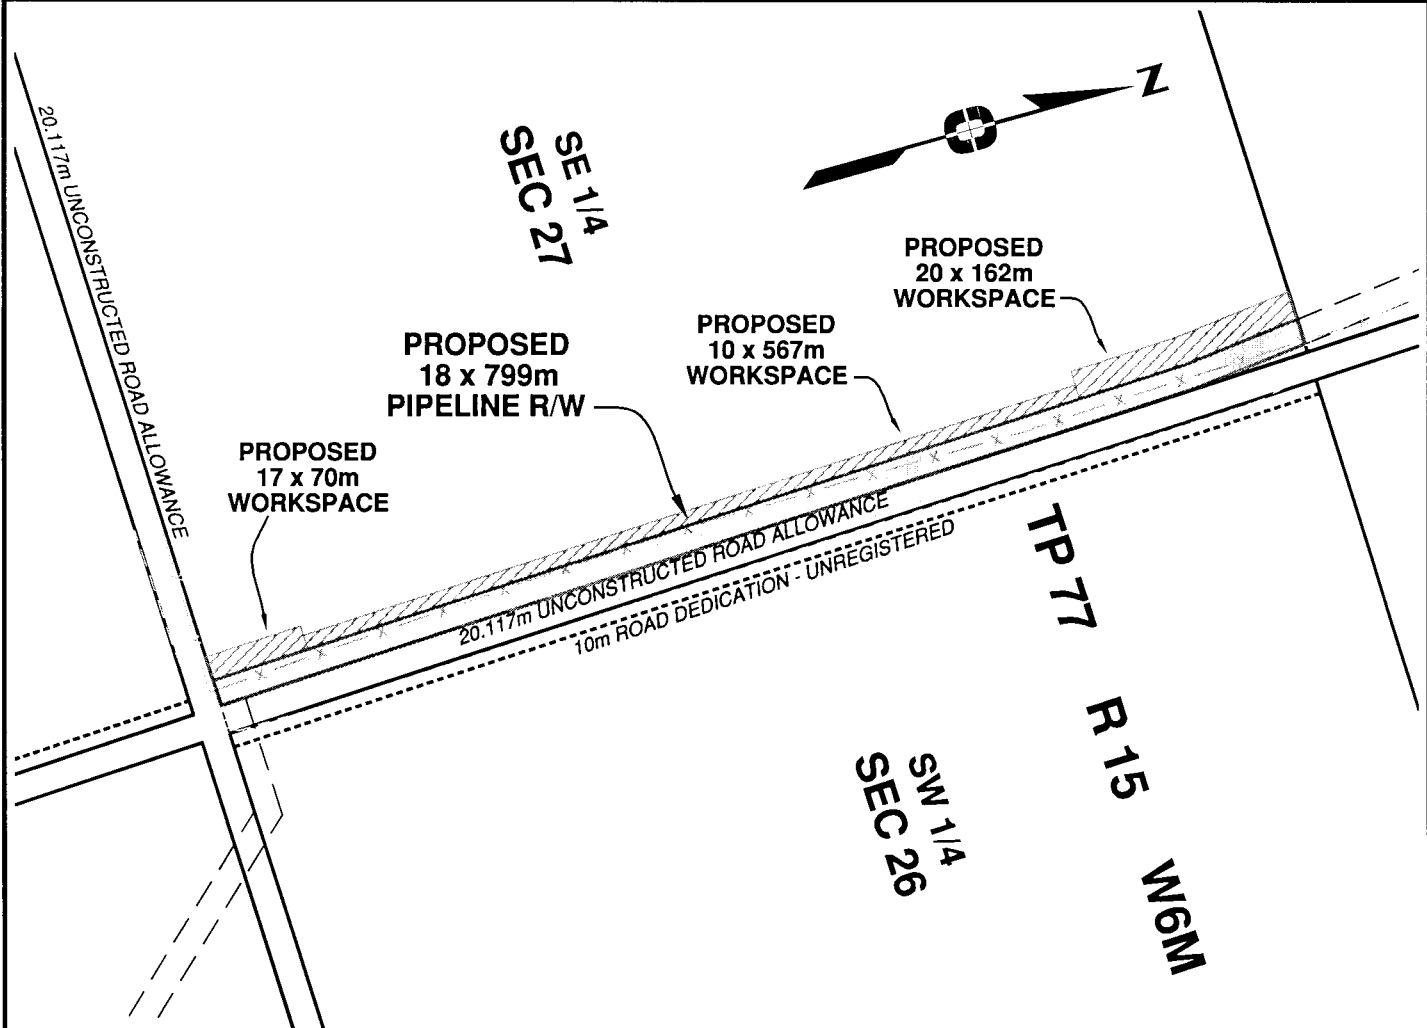 20.117m UNCONSTRUCTED ROAD ALLOWANCE
SE 1/4
SEC 27
N
PROPOSED
20 x 162m
WORKSPACE
PROPOSED
10 x 567m
WORKSPACE
PROPOSED
18 x 799m
PIPELINE R/W
PROPOSED
17 x 70m
WORKSPACE
20.117m UNCONSTRUCTED ROAD ALLOWANCE
10m ROAD DEDICATION - UNREGISTERED
TP 77 R 15 W6M
SW 1/4
SEC 26